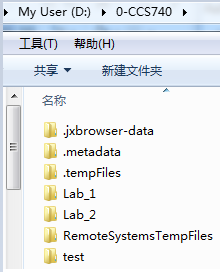 My User (D:) ▸ 0-CCS740 ▸
工具(T) 帮助(H)
共享 新建文件夹
名称
.jxbrowser-data
.metadata
.tempFiles
Lab_1
Lab_2
RemoteSystemsTempFiles
test